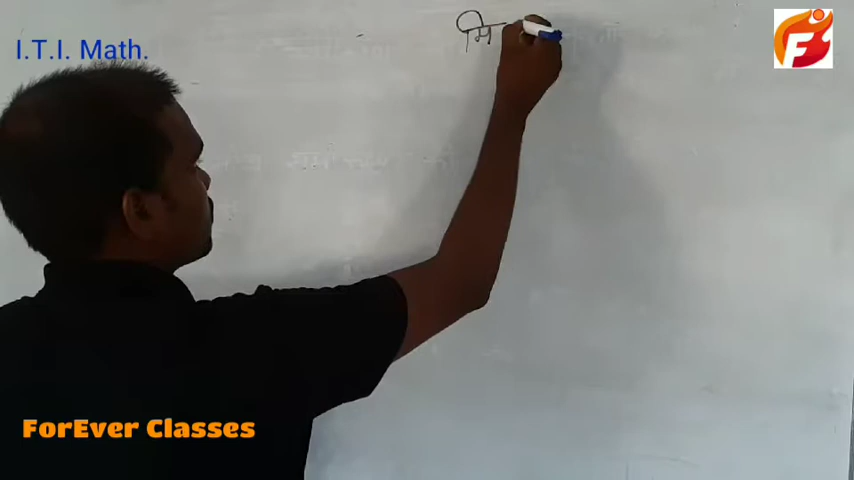 I.T.I. Math.
मि
F
ForEver Classes